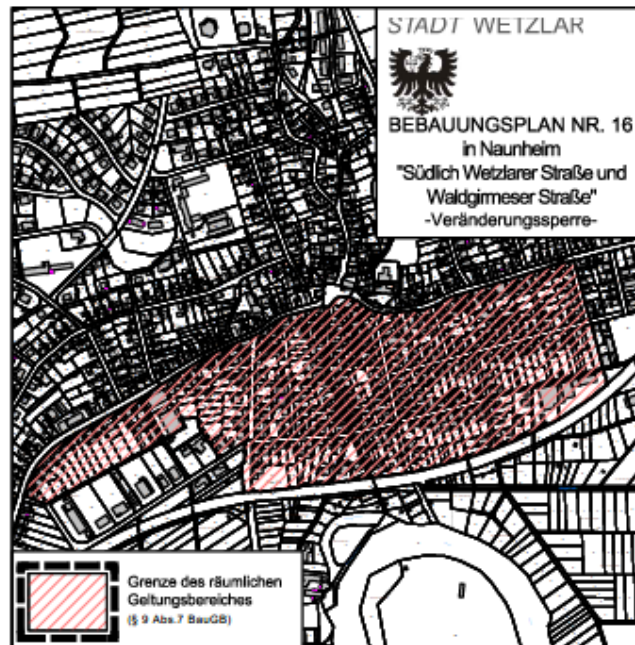 STADT WETZLAR
BEBAUUNGSPLAN NR. 16
in Naunheim
"Südlich Wetzlarer Straße und
Waldgirmeser Straße"
-Veränderungssperre-
Grenze des räumlichen
Geltungsbereiches
(§ 9 Abs.7 BauGB)